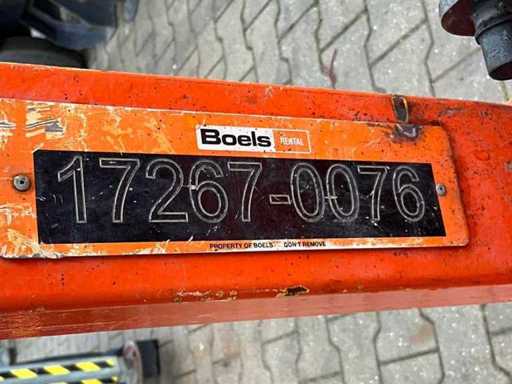 Boels RENTAL
17267-0076
PROPERTY OF BOELS DON'T REMOVE